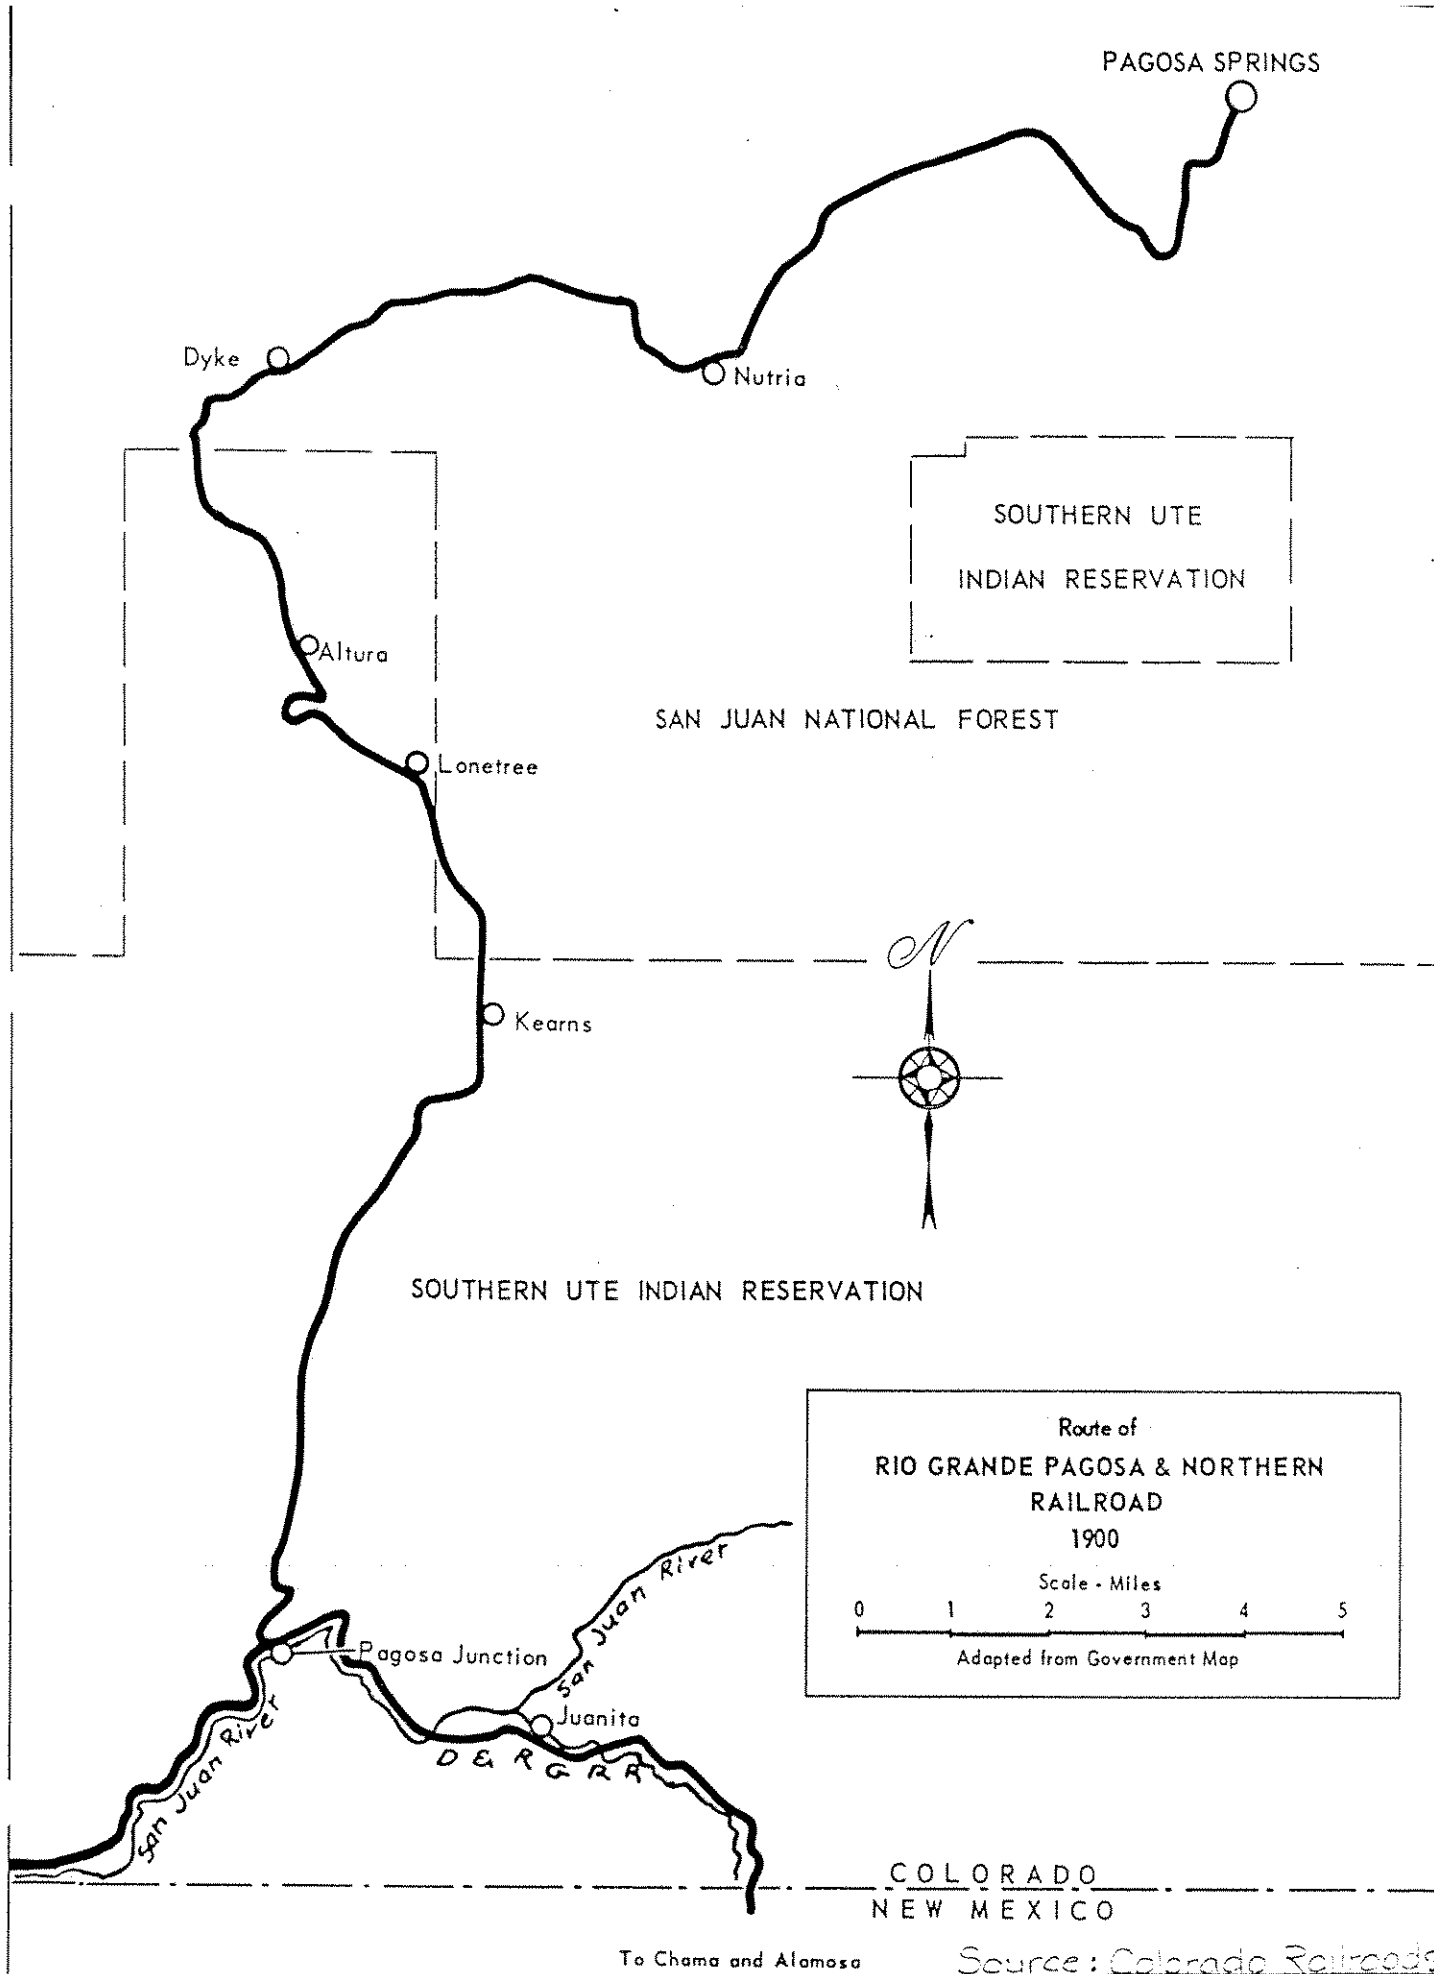 PAGOSA SPRINGS
Dyke
Nutria
SOUTHERN UTE
INDIAN RESERVATION
Altura
SAN JUAN NATIONAL FOREST
Lonetree
N
Kearns
SOUTHERN UTE INDIAN RESERVATION
Route of
RIO GRANDE PAGOSA & NORTHERN
RAILROAD
1900
Scale - Miles
0 1 2 3 4 5
Adapted from Government Map
San Juan River
Pagosa Junction
Juanita
San Juan River
D & R G R R
COLORADO
NEW MEXICO
To Chama and Alamosa
Source: Colorado Railroads